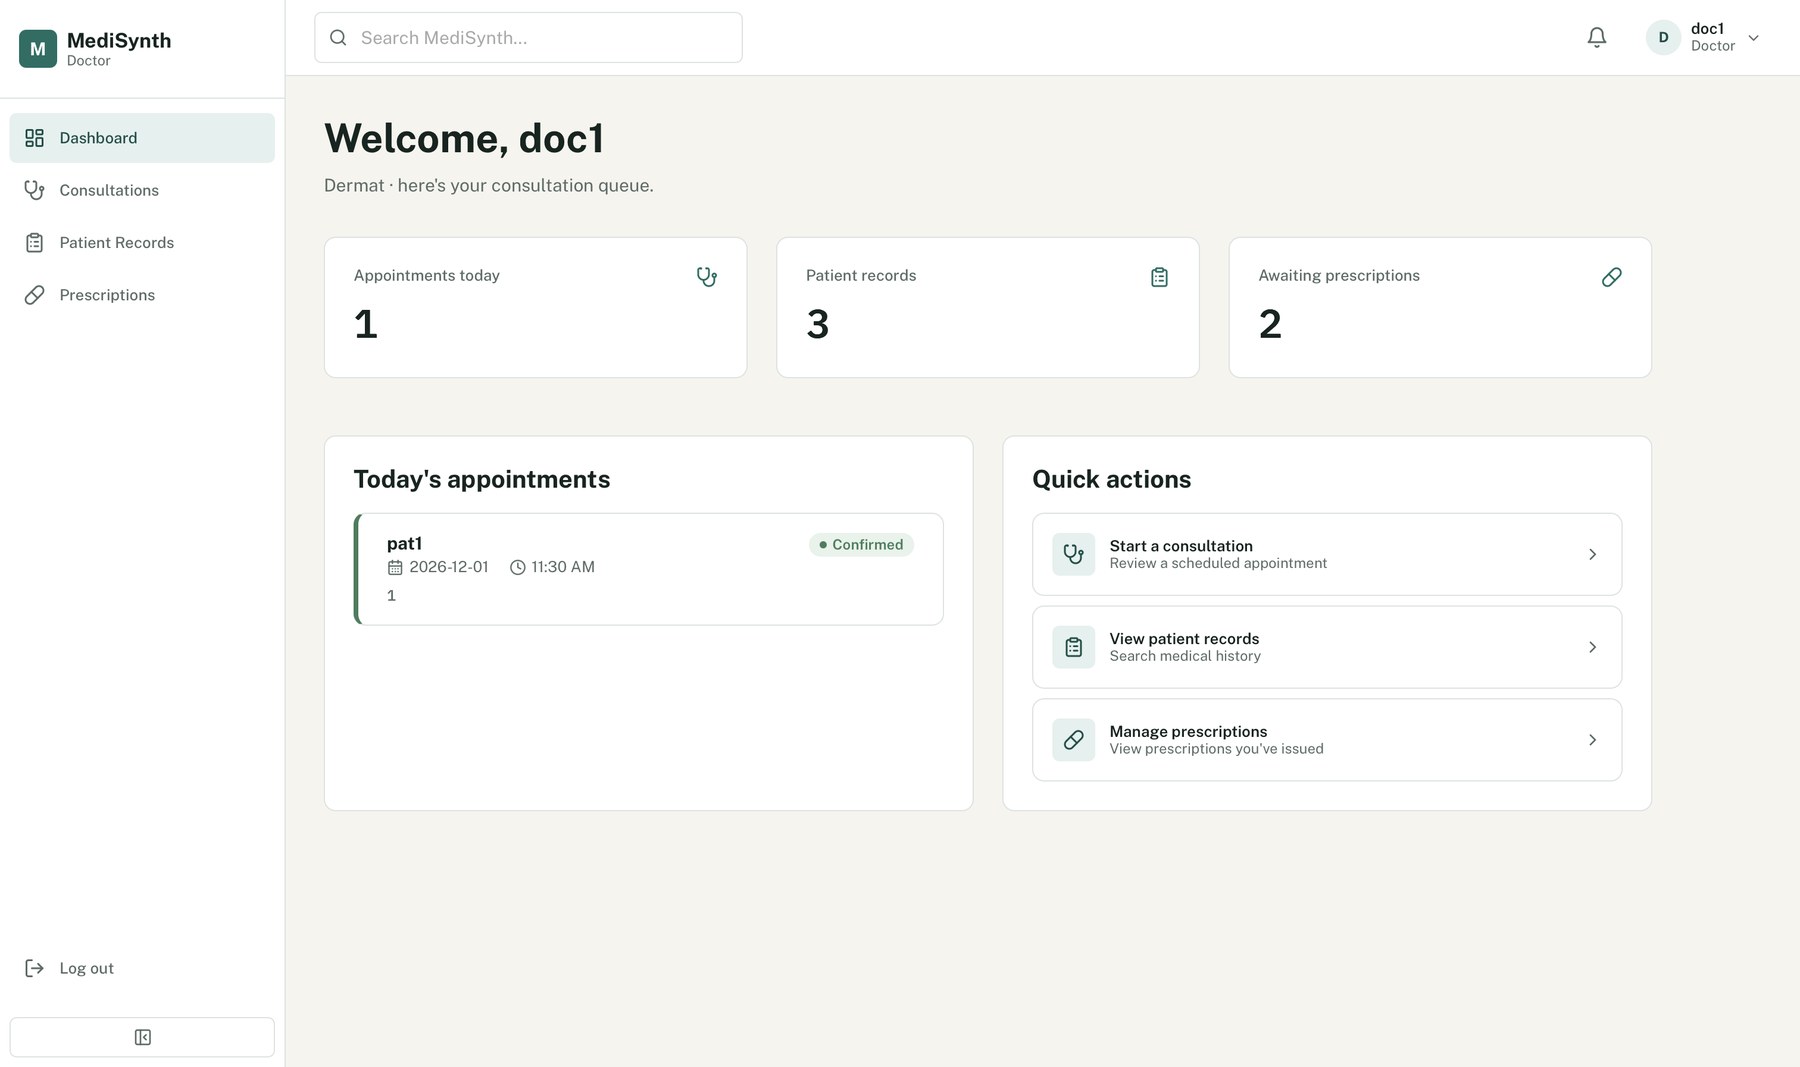 M
MediSynth
Doctor
Search MediSynth...
D
doc1
Doctor
Dashboard
Consultations
Patient Records
Prescriptions
Log out
Welcome, doc1
Dermat · here's your consultation queue.
Appointments today
1
Patient records
3
Awaiting prescriptions
2
Today's appointments
pat1
Confirmed
2026-12-01 11:30 AM
1
Quick actions
Start a consultation
Review a scheduled appointment
View patient records
Search medical history
Manage prescriptions
View prescriptions you've issued